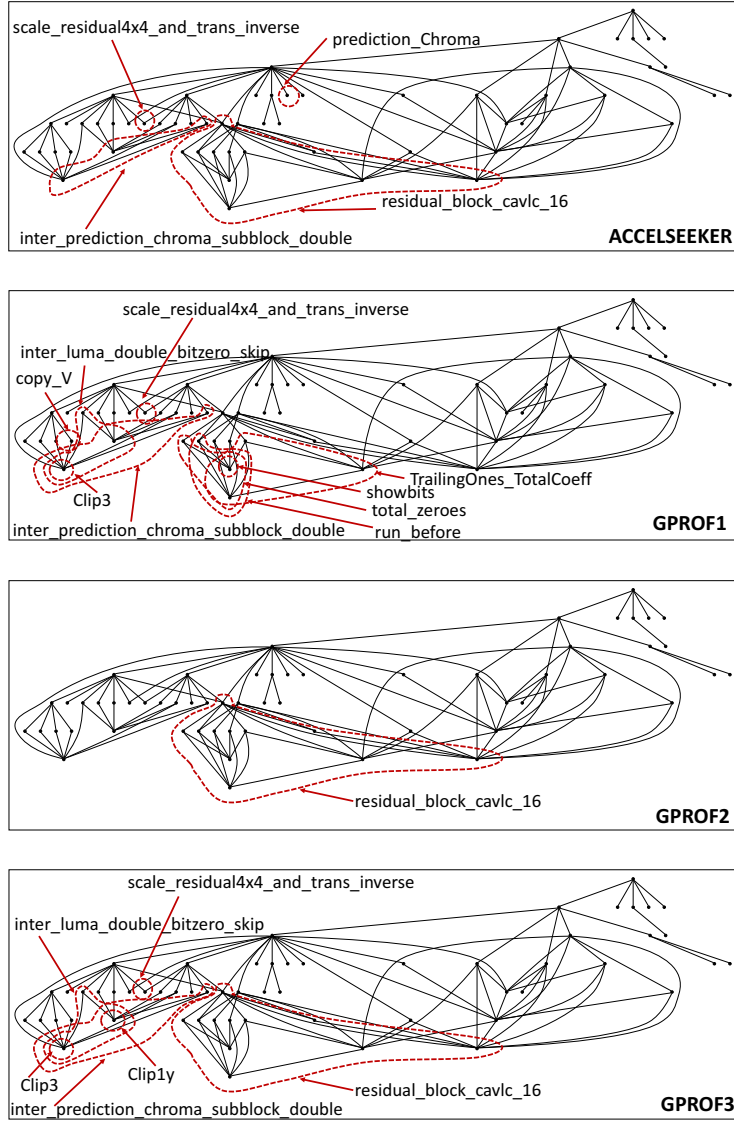 scale_residual4x4_and_trans_inverse
prediction_Chroma
residual_block_cavlc_16
inter_prediction_chroma_subblock_double
ACCELSEEKER
scale_residual4x4_and_trans_inverse
inter_luma_double_bitzero_skip
copy_V
TrailingOnes_TotalCoeff
showbits
Clip3
total_zeroes
run_before
inter_prediction_chroma_subblock_double
GPROF1
residual_block_cavlc_16
GPROF2
scale_residual4x4_and_trans_inverse
inter_luma_double_bitzero_skip
Clip1y
Clip3
residual_block_cavlc_16
inter_prediction_chroma_subblock_double
GPROF3